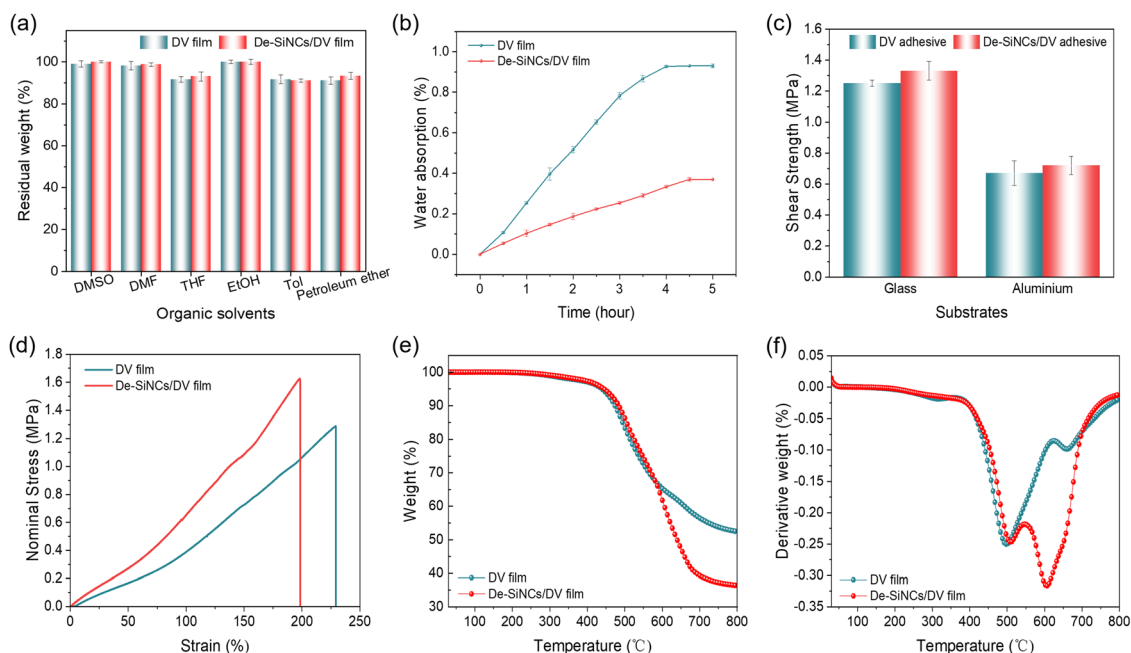 (a)
DV film
De-SiNCs/DV film
Residual weight (%)
100
80
60
40
20
0
DMSO
DMF
THF
EtOH
Tol
Petroleum ether
Organic solvents
(b)
DV film
De-SiNCs/DV film
Water absorption (%)
1.0
0.8
0.6
0.4
0.2
0.0
0
1
2
3
4
5
Time (hour)
(c)
DV adhesive
De-SiNCs/DV adhesive
Shear Strength (MPa)
1.6
1.4
1.2
1.0
0.8
0.6
0.4
0.2
0.0
Glass
Aluminium
Substrates
(d)
DV film
De-SiNCs/DV film
Nominal Stress (MPa)
1.8
1.6
1.4
1.2
1.0
0.8
0.6
0.4
0.2
0.0
0
50
100
150
200
250
Strain (%)
(e)
Weight (%)
100
90
80
70
60
50
40
30
DV film
De-SiNCs/DV film
100
200
300
400
500
600
700
800
Temperature (℃)
(f)
Derivative weight (%)
0.05
0.00
-0.05
-0.10
-0.15
-0.20
-0.25
-0.30
-0.35
DV film
De-SiNCs/DV film
100
200
300
400
500
600
700
800
Temperature (℃)